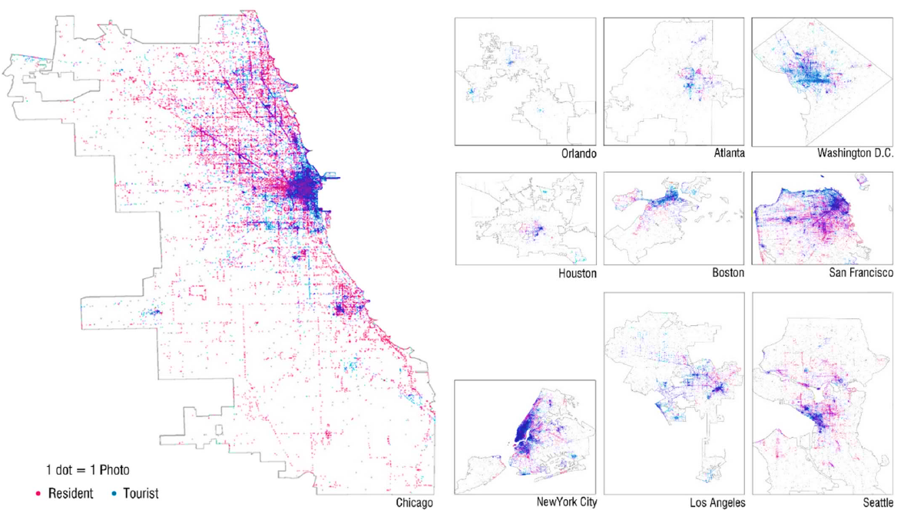 Orlando
Atlanta
Washington D.C.
Houston
Boston
San Francisco
1 dot = 1 Photo
Resident
Tourist
Chicago
NewYork City
Los Angeles
Seattle